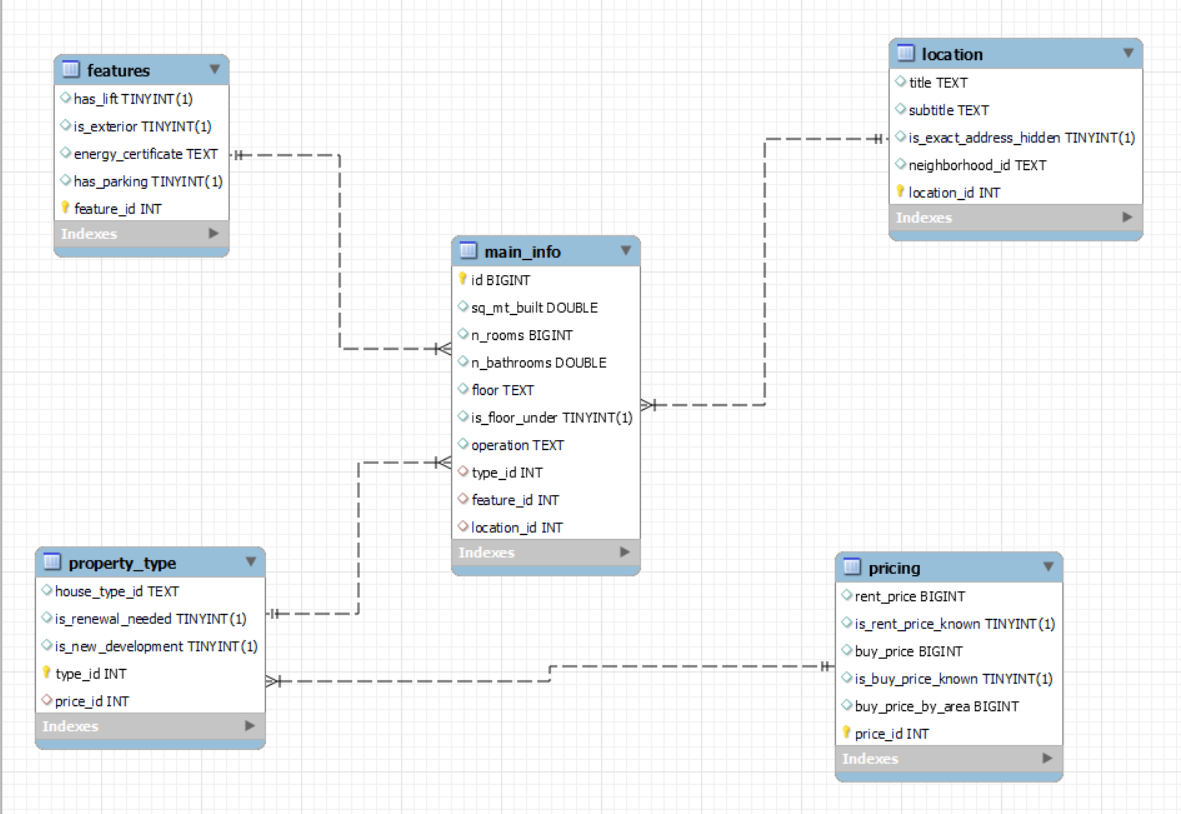 features
has_lift TINYINT(1)
is_exterior TINYINT(1)
energy_certificate TEXT
has_parking TINYINT(1)
feature_id INT
Indexes
location
title TEXT
subtitle TEXT
is_exact_address_hidden TINYINT(1)
neighborhood_id TEXT
location_id INT
Indexes
main_info
id BIGINT
sq_mt_built DOUBLE
n_rooms BIGINT
n_bathrooms DOUBLE
floor TEXT
is_floor_under TINYINT(1)
operation TEXT
type_id INT
feature_id INT
location_id INT
Indexes
property_type
house_type_id TEXT
is_renewal_needed TINYINT(1)
is_new_development TINYINT(1)
type_id INT
price_id INT
Indexes
pricing
rent_price BIGINT
is_rent_price_known TINYINT(1)
buy_price BIGINT
is_buy_price_known TINYINT(1)
buy_price_by_area BIGINT
price_id INT
Indexes